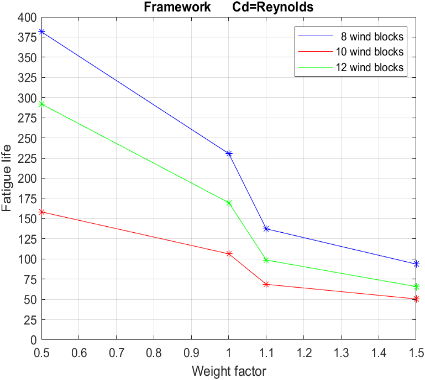 Framework Cd=Reynolds
400
375
350
325
300
275
250
225
200
175
150
125
100
75
50
25
0
Fatigue life
8 wind blocks
10 wind blocks
12 wind blocks
0.5 0.6 0.7 0.8 0.9 1 1.1 1.2 1.3 1.4 1.5
Weight factor